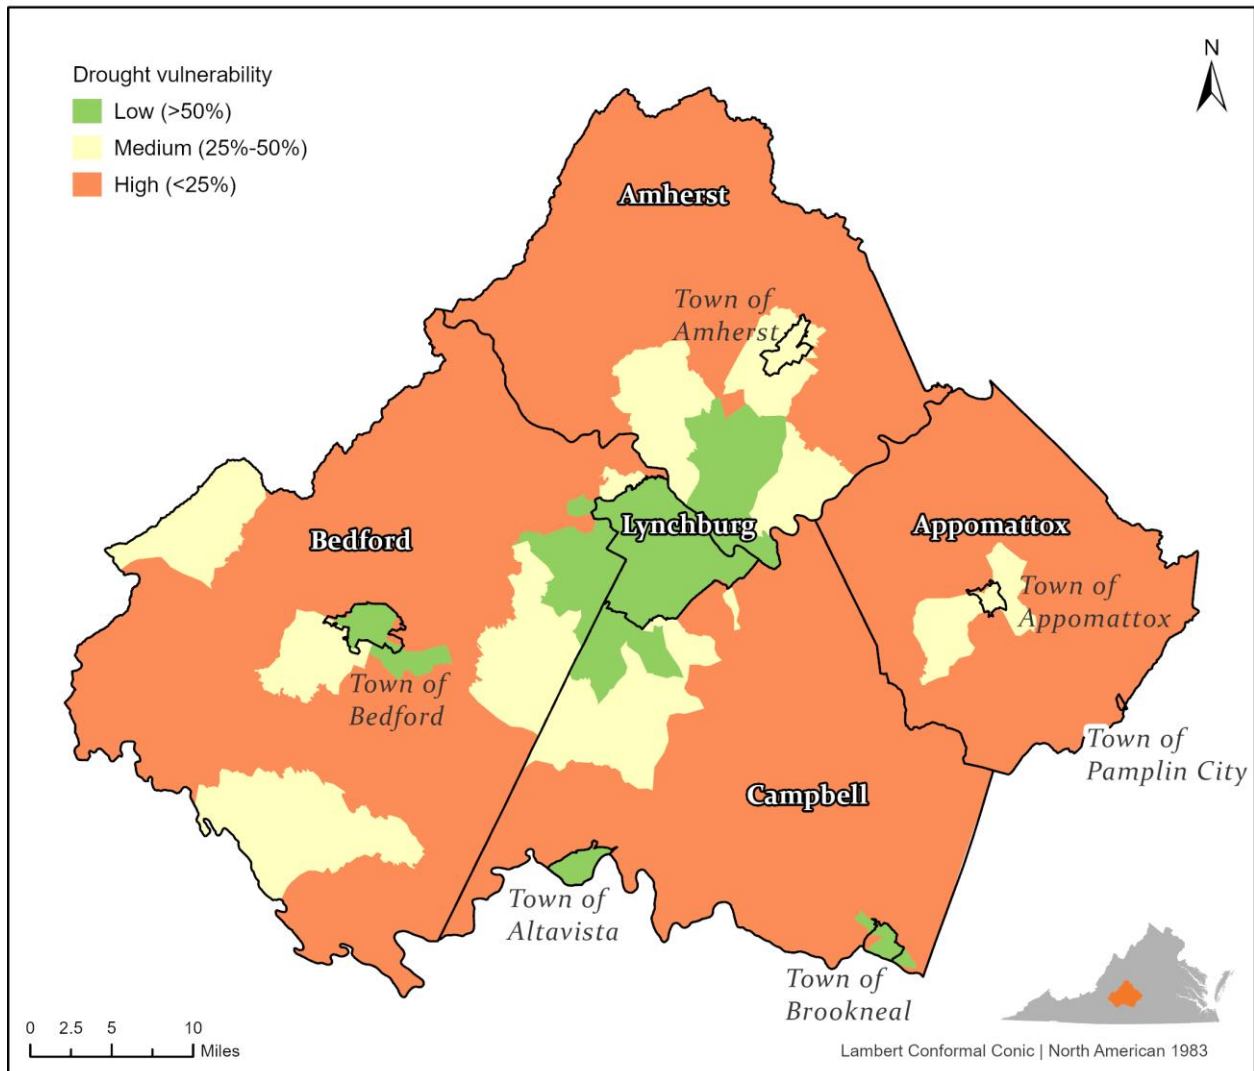 N
Drought vulnerability
Low (>50%)
Medium (25%-50%)
High (<25%)
Amherst
Town of
Amherst
Lynchburg
Bedford
Appomattox
Town of
Appomattox
Town of
Bedford
Town of
Pamplin City
Campbell
Town of
Altavista
Town of
Brookneal
0 2.5 5 10
Miles
Lambert Conformal Conic | North American 1983